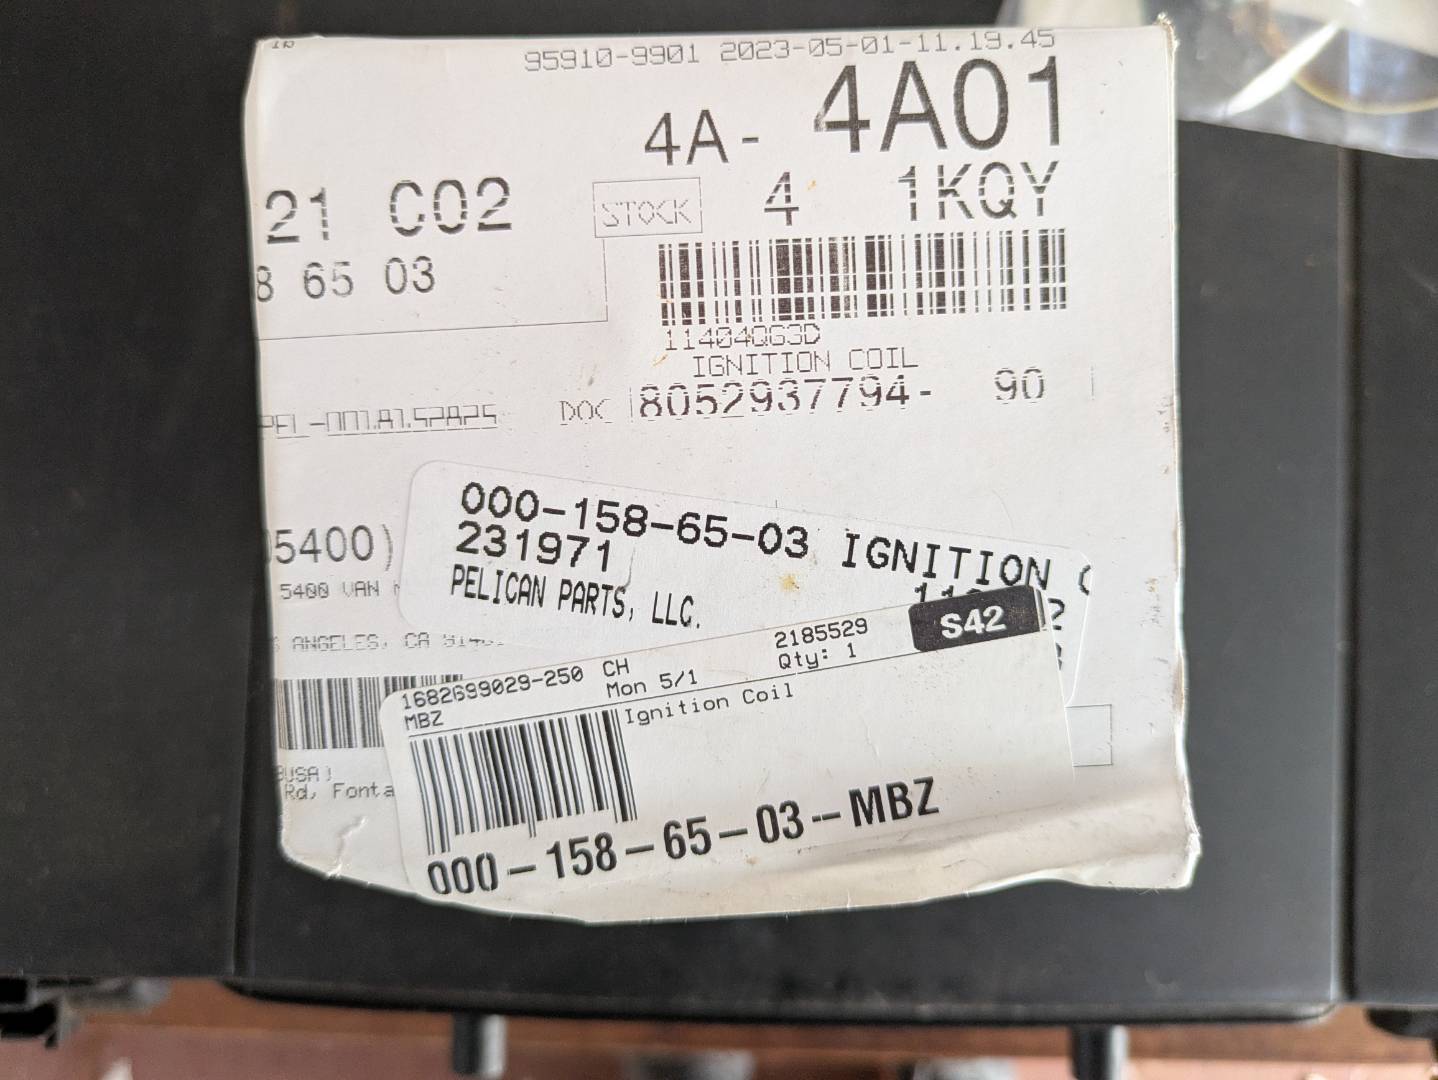 95910-9901 2023-05-01-11.19.45
4A- 4A01
21 C02 STOCK 4 1KQY
8 65 03
11404QG3D
IGNITION COIL
DOC 8052937794- 90
000-158-65-03 IGNITION
5400) 231971
5400 VAN PELICAN PARTS, LLC.
ANGELES, CA
1682699029-250 CH 2185529 S42
MBZ Mon 5/1 Qty: 1
Ignition Coil
(USA)
Rd, Fonta
000-158-65-03-MBZ